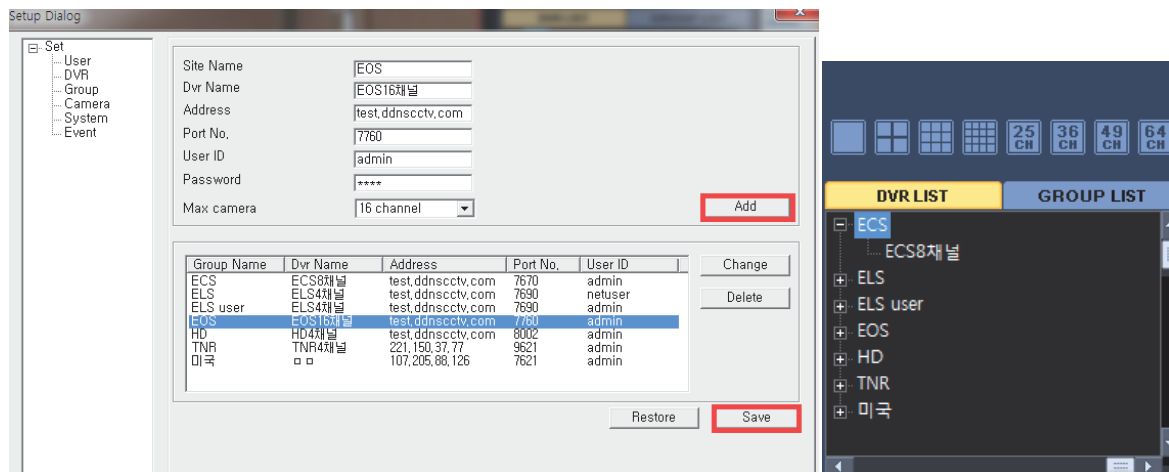 Setup Dialog
Set
User
DVR
Group
Camera
System
Event
Site Name EOS
Dvr Name EOS16채널
Address test.ddnscctv.com
Port No. 7760
User ID admin
Password ****
Max camera 16 channel
Add
Group Name Dvr Name Address Port No. User ID
ECS ECS8채널 test.ddnscctv.com 7670 admin
ELS ELS4채널 test.ddnscctv.com 7690 netuser
ELS user ELS4채널 test.ddnscctv.com 7690 admin
EOS EOS16채널 test.ddnscctv.com 7760 admin
HD HD4채널 test.ddnscctv.com 8002 admin
TNR TNR4채널 221.150.37.77 9621 admin
미국 ㅁㅁ 107.205.88.126 7621 admin
Change
Delete
Restore Save
25 CH 36 CH 49 CH 64 CH
DVR LIST GROUP LIST
ECS
ECS8채널
ELS
ELS user
EOS
HD
TNR
미국